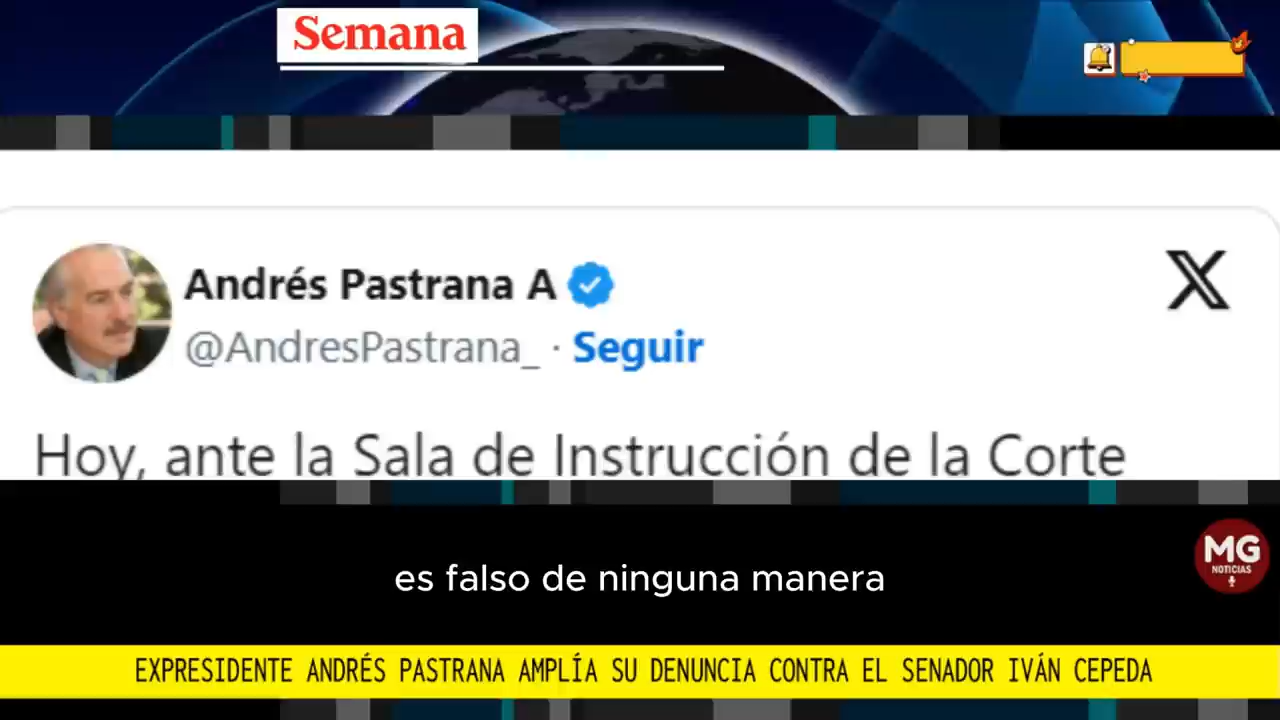 Semana
Andrés Pastrana A
@AndresPastrana_ · Seguir
Hoy, ante la Sala de Instrucción de la Corte
es falso de ninguna manera
MG
NOTICIAS
EXPRESIDENTE ANDRÉS PASTRANA AMPLÍA SU DENUNCIA CONTRA EL SENADOR IVÁN CEPEDA